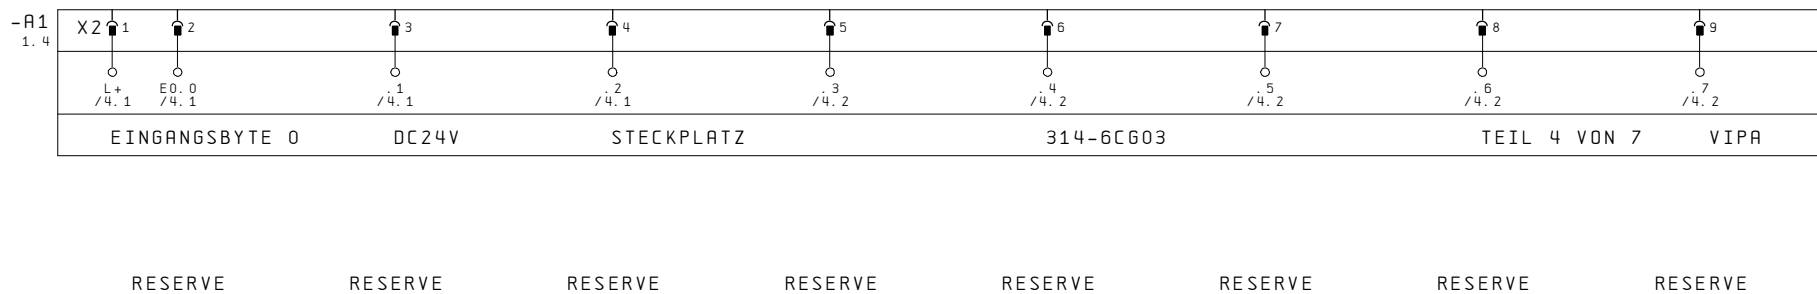 -A1 X2 1 2 3 4 5 6 7 8 9
1.4
L+ E0.0 .1 .2 .3 .4 .5 .6 .7
/4.1 /4.1 /4.1 /4.1 /4.2 /4.2 /4.2 /4.2 /4.2
EINGANGSBYTE 0 DC24V STECKPLATZ 314-6CG03 TEIL 4 VON 7 VIPA
RESERVE RESERVE RESERVE RESERVE RESERVE RESERVE RESERVE RESERVE